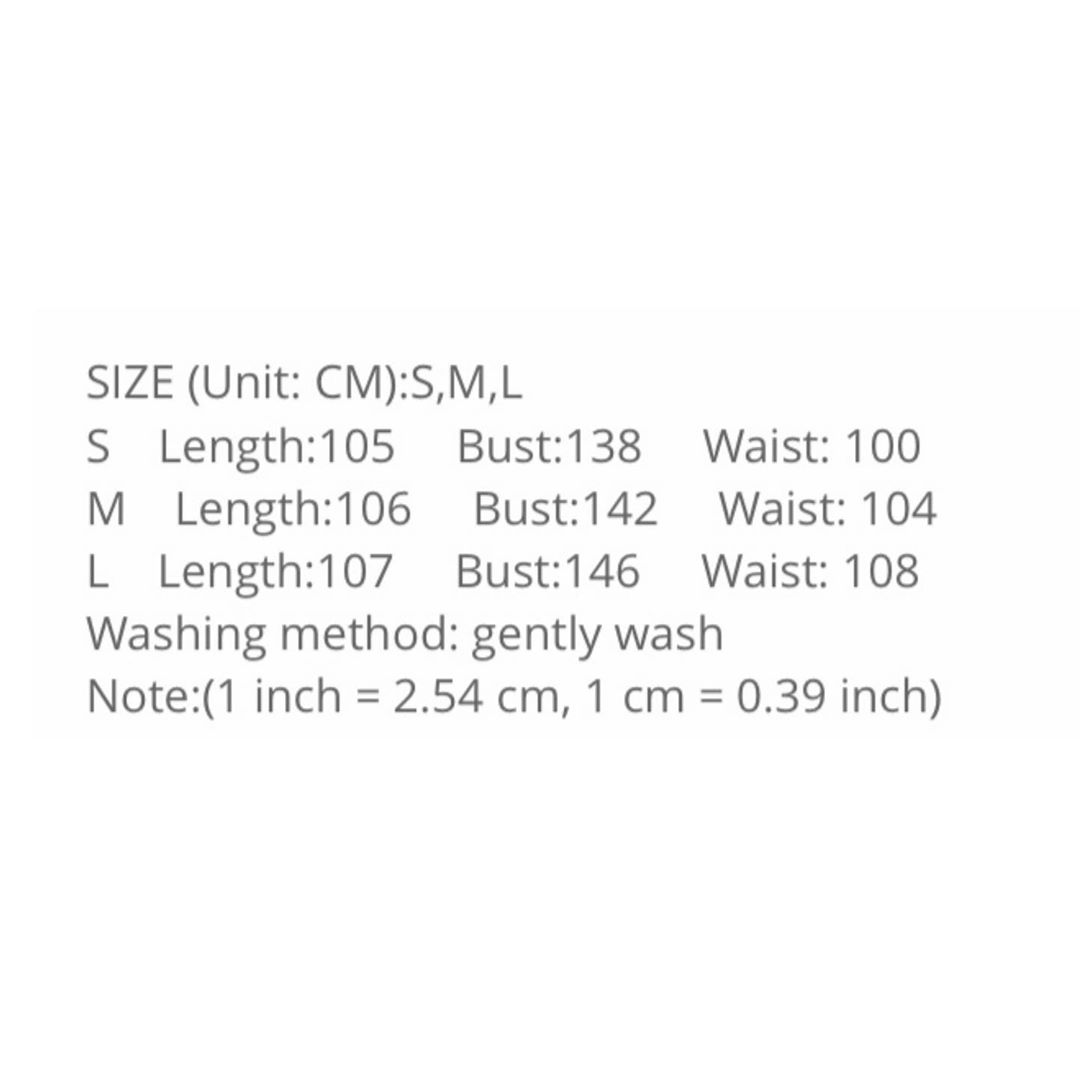 SIZE (Unit: CM):S,M,L
S Length:105 Bust:138 Waist: 100
M Length:106 Bust:142 Waist: 104
L Length:107 Bust:146 Waist: 108
Washing method: gently wash
Note:(1 inch = 2.54 cm, 1 cm = 0.39 inch)